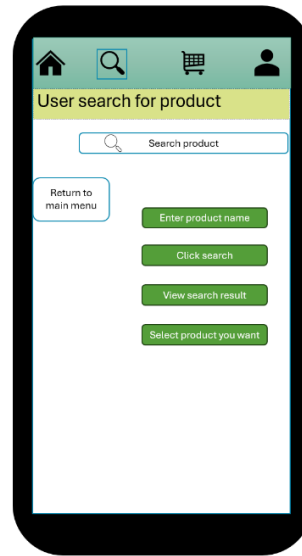 User search for product
Search product
Return to
main menu
Enter product name
Click search
View search result
Select product you want